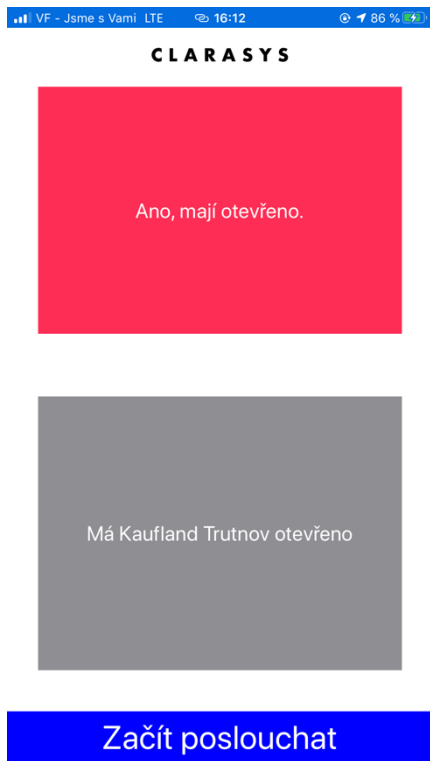 VF - Jsme s Vami LTE 16:12 86 %
CLARASYS
Ano, mají otevřeno.
Má Kaufland Trutnov otevřeno
Začít poslouchat